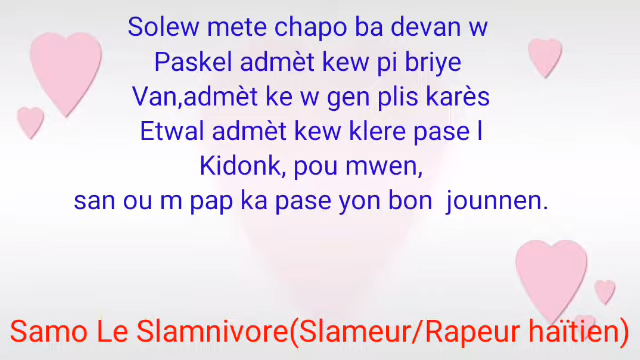 Solew mete chapo ba devan w
Paskel admèt kew pi briye
Van,admèt ke w gen plis karès
Etwal admèt kew klere pase l
Kidonk, pou mwen,
san ou m pap ka pase yon bon  jounnen.
Samo Le Slamnivore(Slameur/Rapeur haïtien)